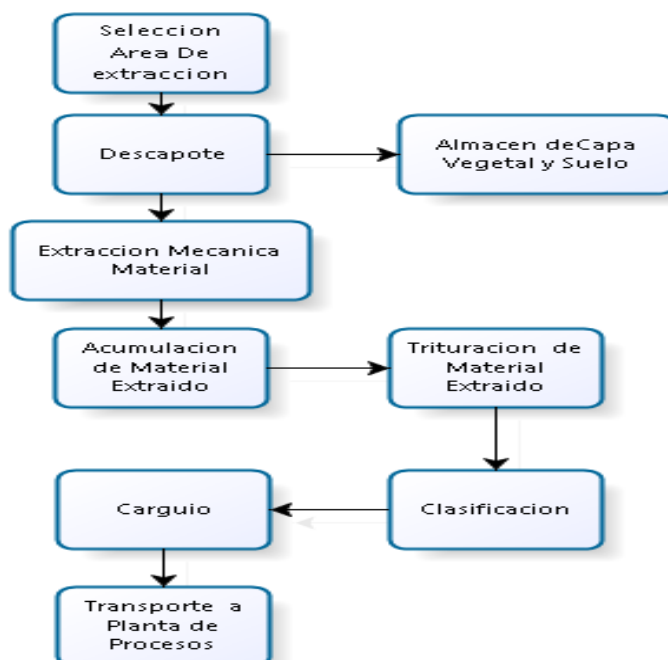 Seleccion
Area De
extraccion
Descapote
Almacen deCapa
Vegetal y Suelo
Extraccion Mecanica
Material
Acumulacion
de Material
Extraido
Trituracion de
Material
Extraido
Carguio
Clasificacion
Transporte a
Planta de
Procesos